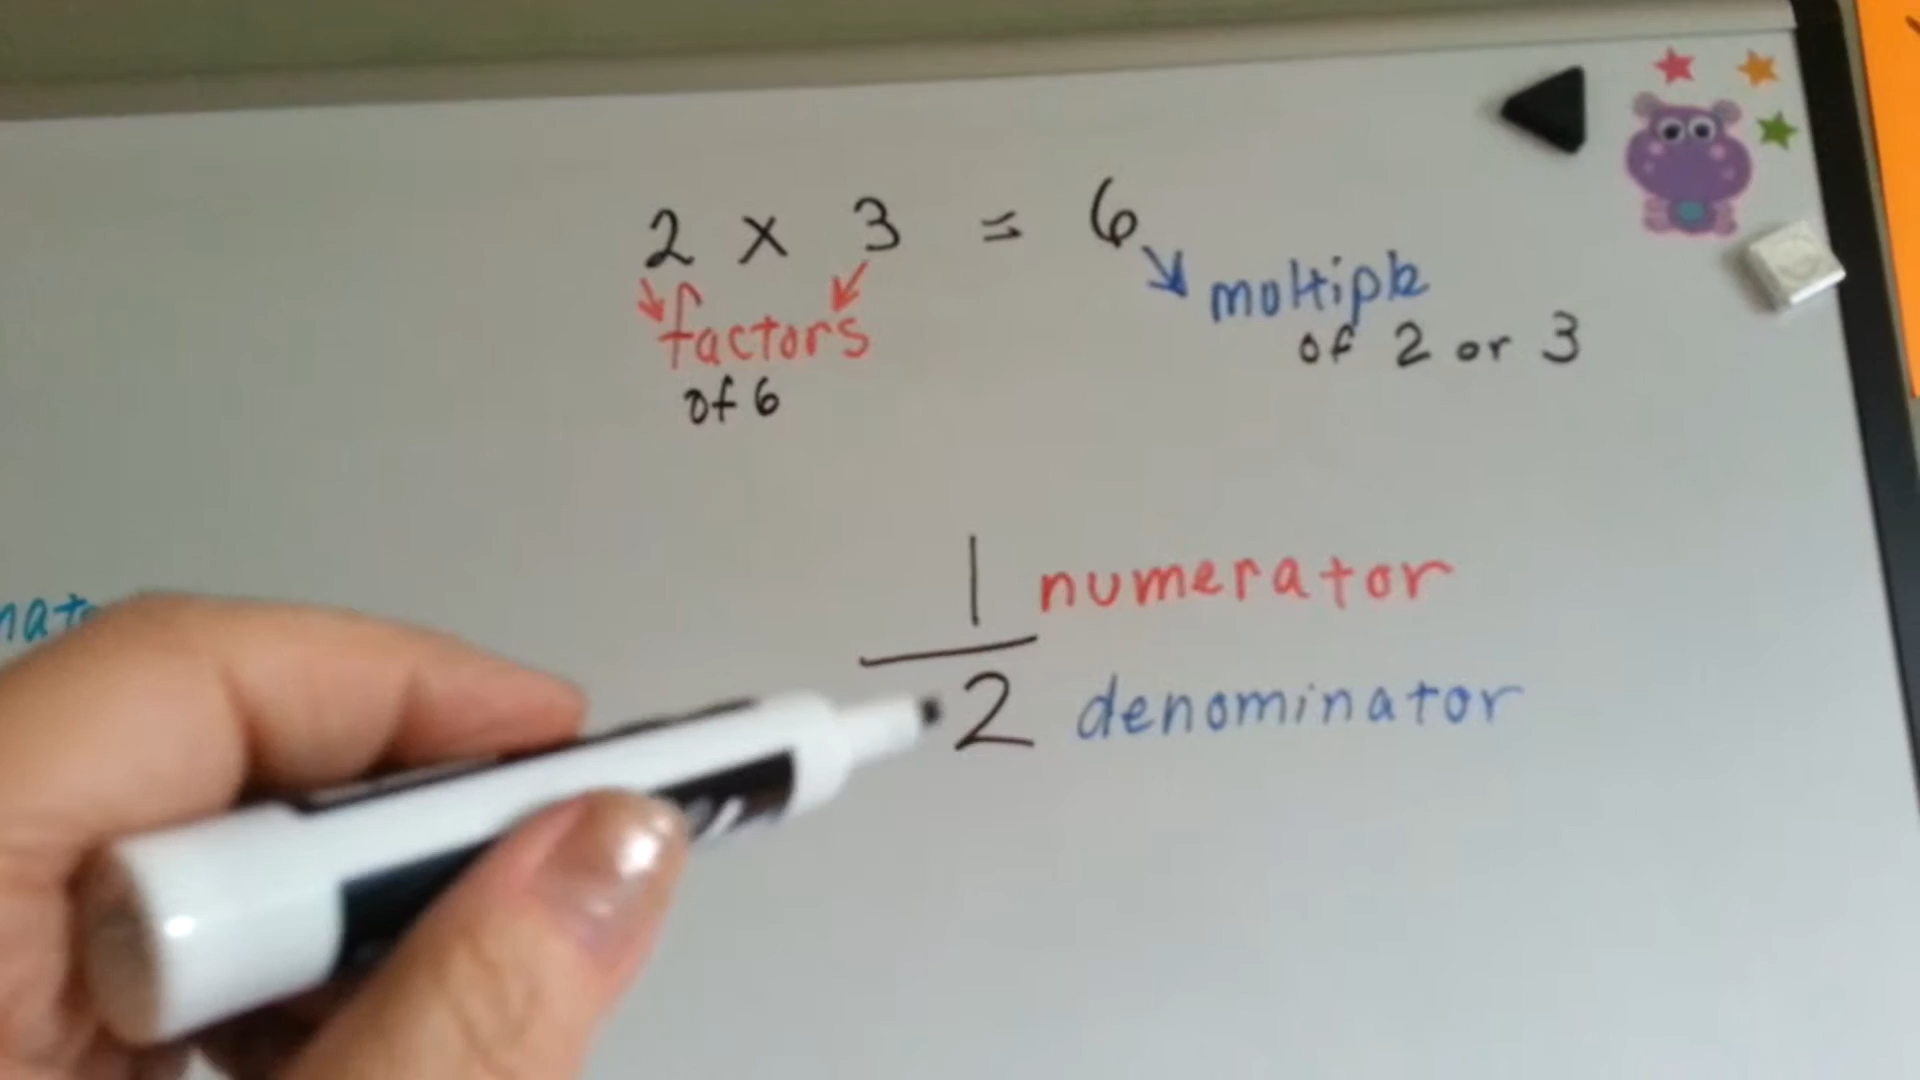 2 x 3 = 6
factors
of 6
multiple
of 2 or 3
1 numerator
2 denominator